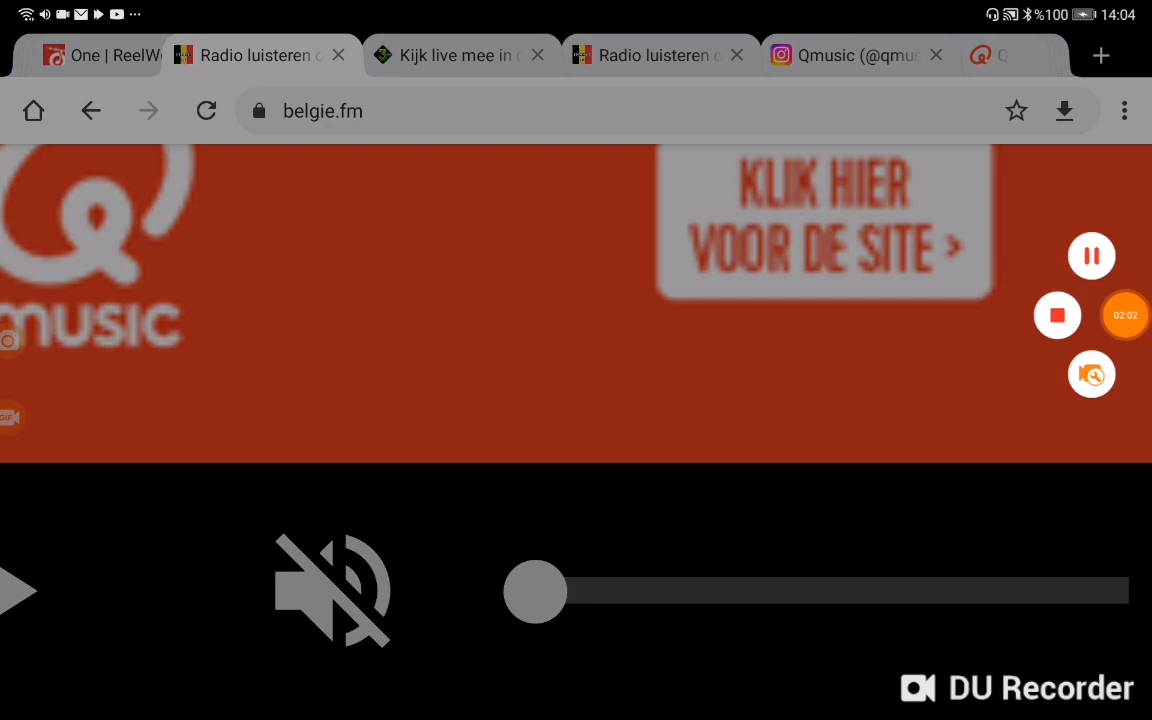 %100 14:04
One | ReelW Radio luisteren o Kijk live mee in d Radio luisteren o Qmusic (@qmus Q
belgie.fm
KLIK HIER
VOOR DE SITE >
music
02:02
GIF
DU Recorder